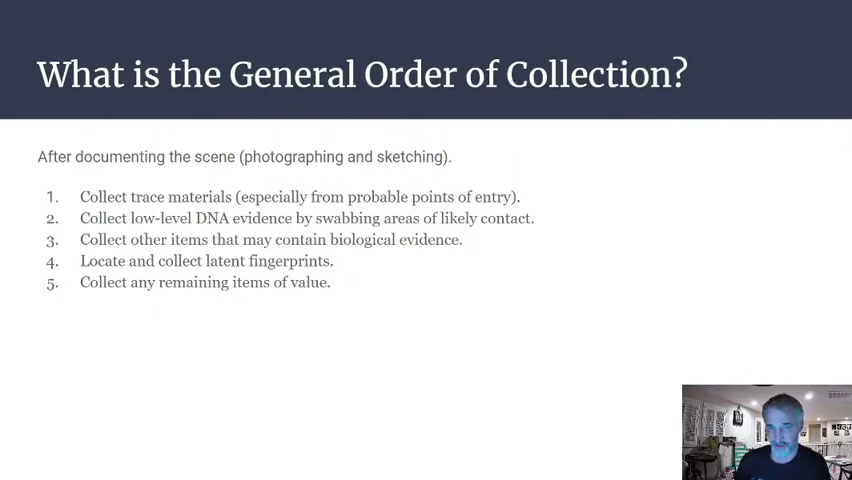 What is the General Order of Collection?
After documenting the scene (photographing and sketching).
1. Collect trace materials (especially from probable points of entry).
2. Collect low-level DNA evidence by swabbing areas of likely contact.
3. Collect other items that may contain biological evidence.
4. Locate and collect latent fingerprints.
5. Collect any remaining items of value.